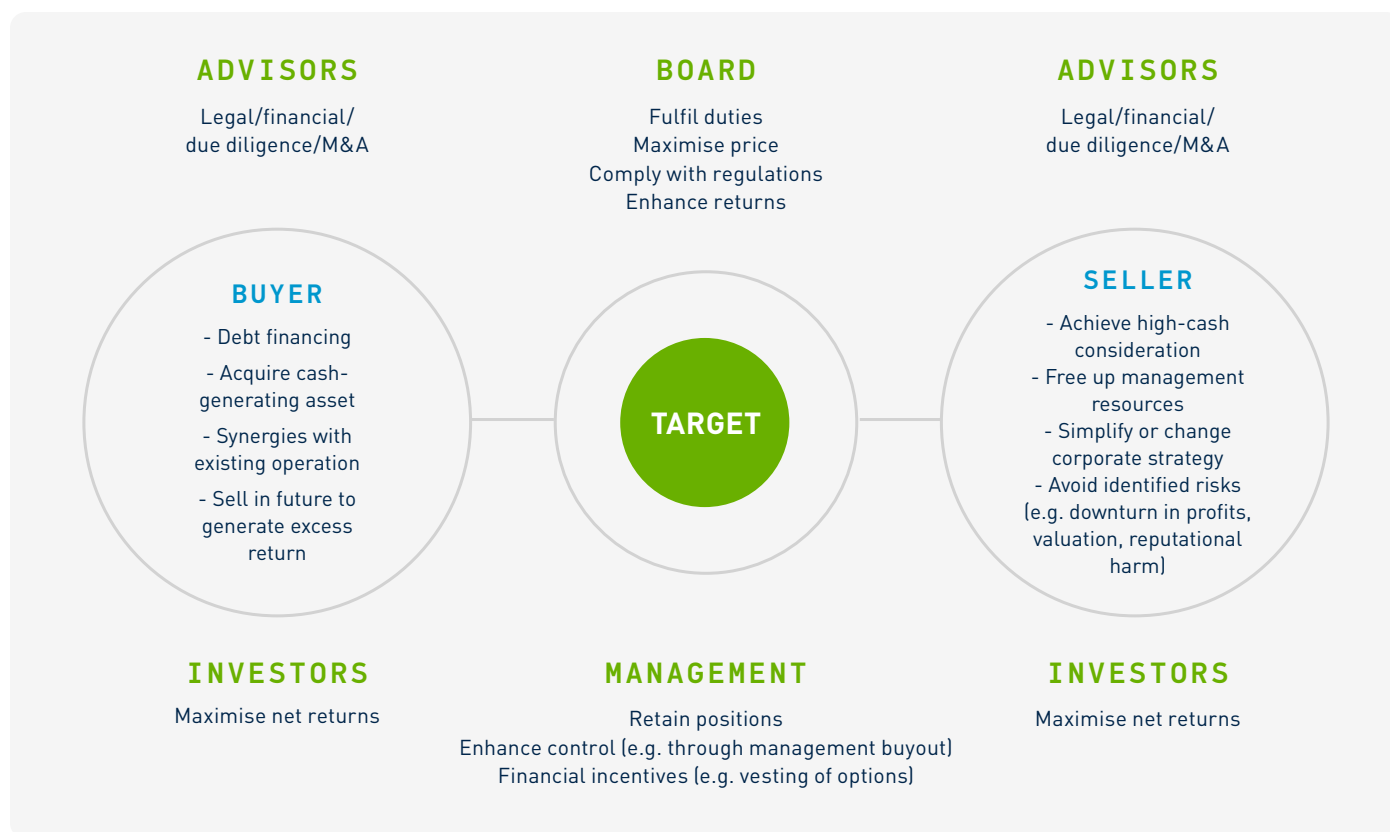 ADVISORS
Legal/financial/
due diligence/M&A
BOARD
Fulfil duties
Maximise price
Comply with regulations
Enhance returns
ADVISORS
Legal/financial/
due diligence/M&A
BUYER
- Debt financing
- Acquire cash-
generating asset
- Synergies with
existing operation
- Sell in future to
generate excess
return
TARGET
SELLER
- Achieve high-cash
consideration
- Free up management
resources
- Simplify or change
corporate strategy
- Avoid identified risks
(e.g. downturn in profits,
valuation, reputational
harm)
INVESTORS
Maximise net returns
MANAGEMENT
Retain positions
Enhance control (e.g. through management buyout)
Financial incentives (e.g. vesting of options)
INVESTORS
Maximise net returns